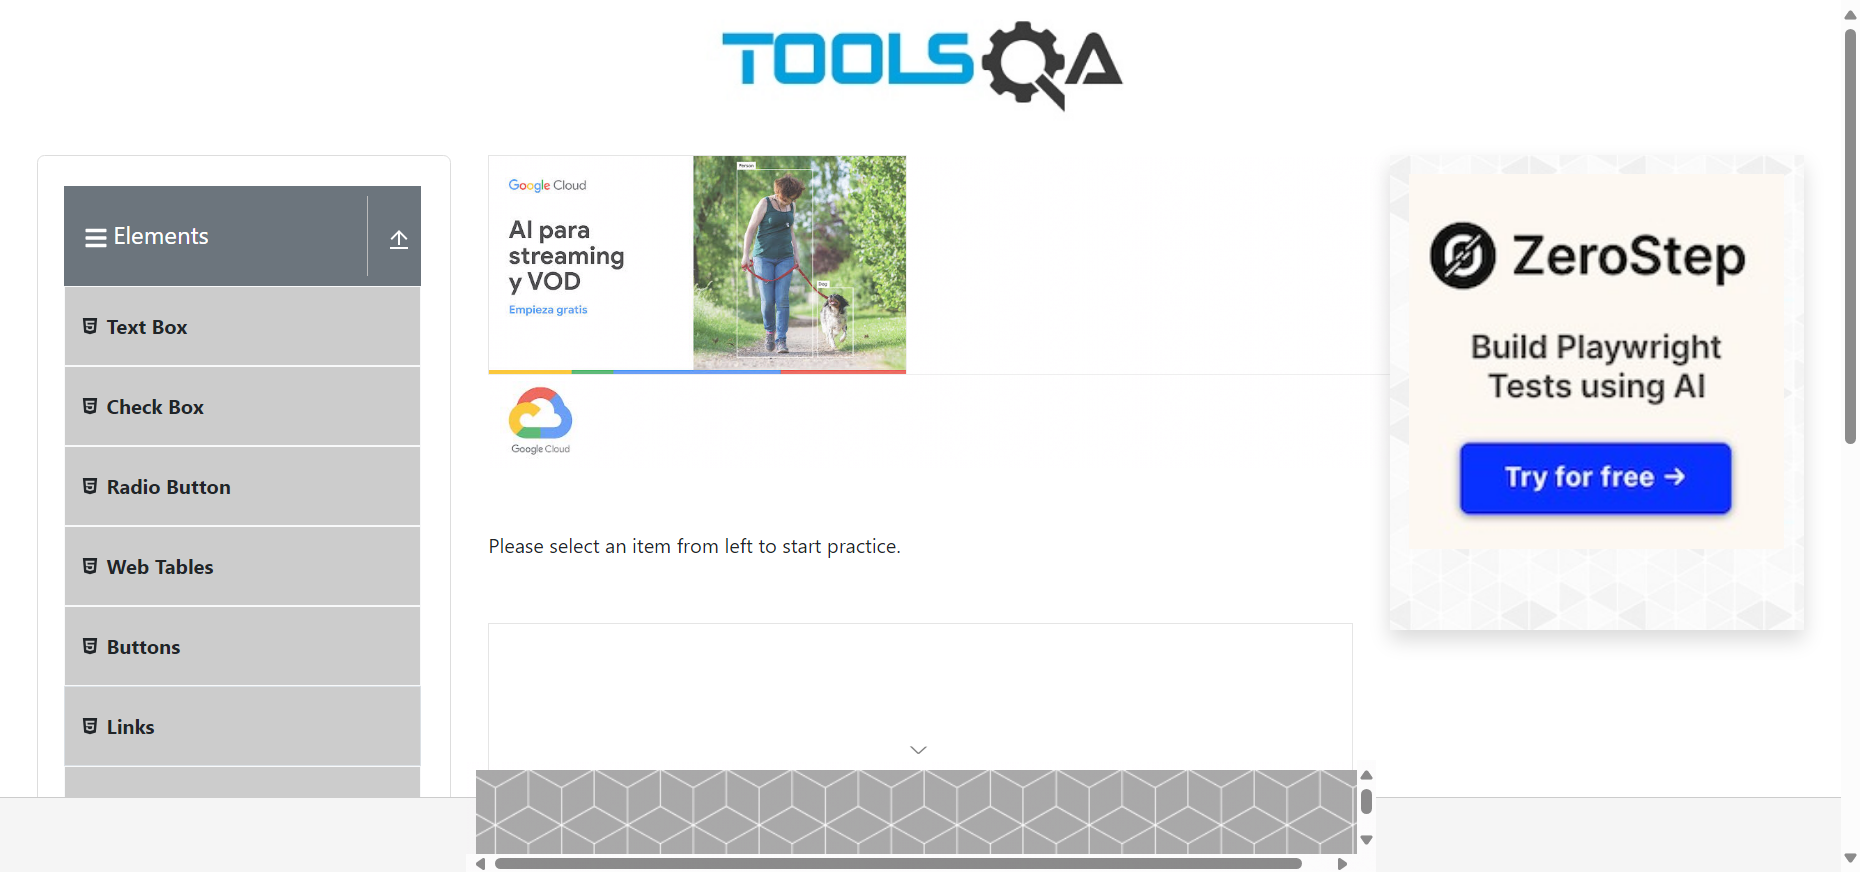 TOOLSQA
Elements
Text Box
Check Box
Radio Button
Web Tables
Buttons
Links
Google Cloud
AI para
streaming
y VOD
Empieza gratis
Person
Dog
Google Cloud
Please select an item from left to start practice.
ZeroStep
Build Playwright
Tests using AI
Try for free →